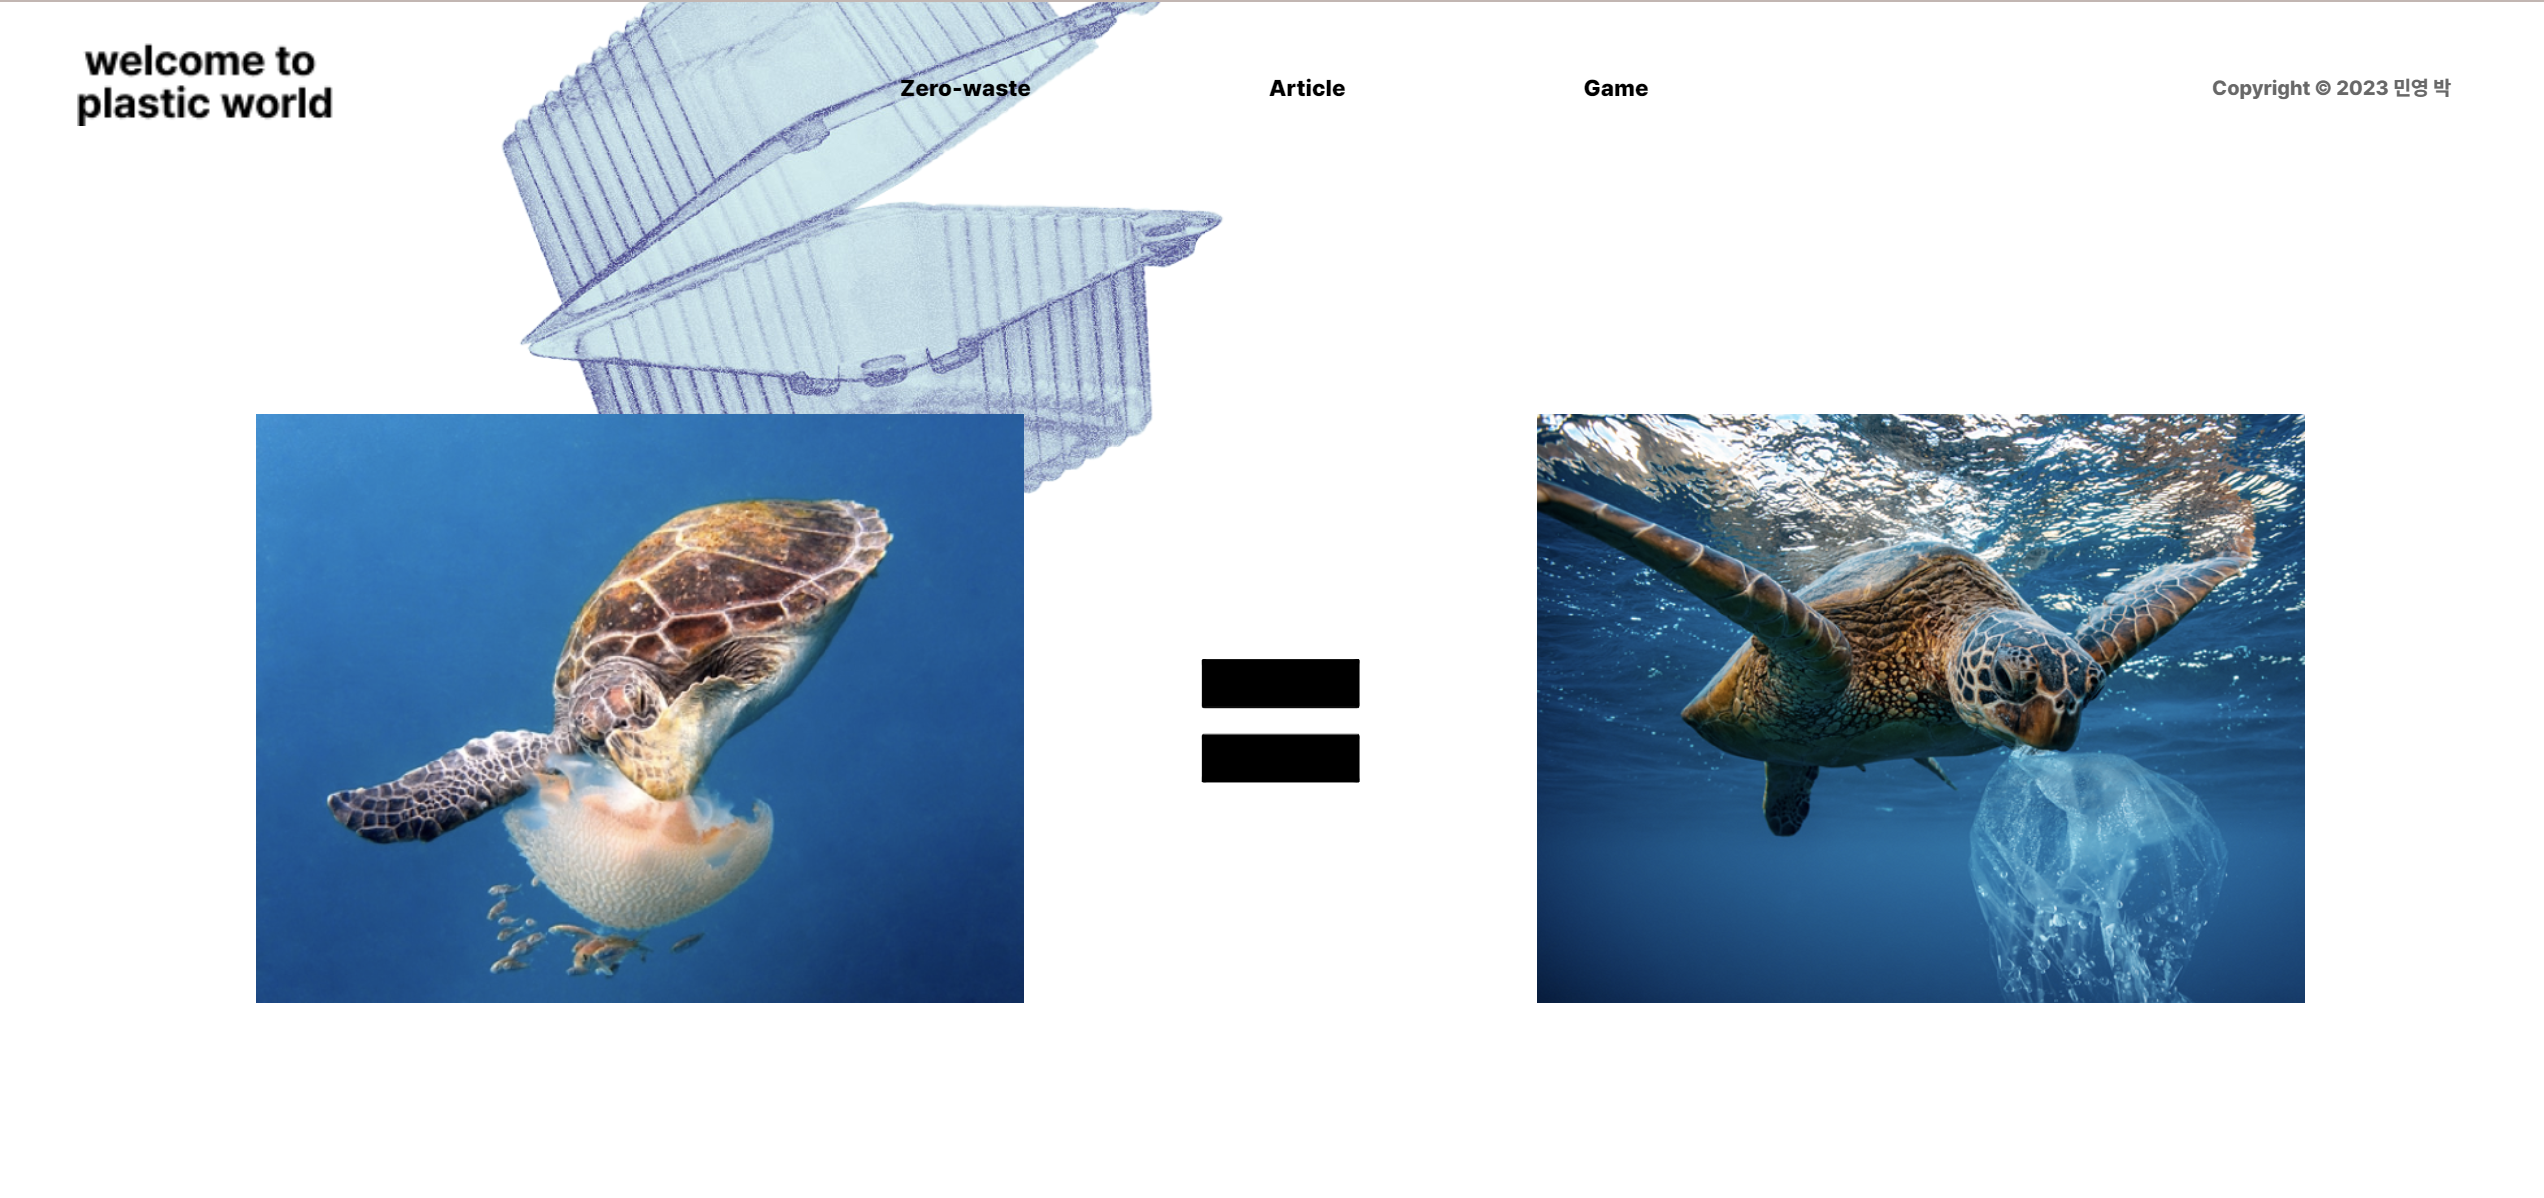 welcome to
plastic world
Zero-waste
Article
Game
Copyright © 2023 민영 박